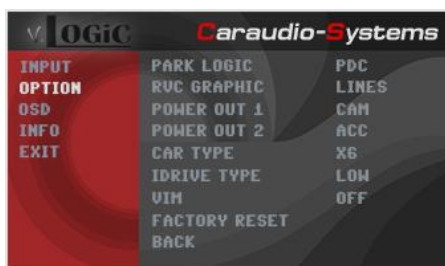 V.LOGiC Caraudio-Systems
INPUT PARK LOGIC PDC
OPTION RVC GRAPHIC LINES
OSD POWER OUT 1 CAM
INFO POWER OUT 2 ACC
EXIT CAR TYPE X6
IDRIVE TYPE LOW
VIM OFF
FACTORY RESET
BACK